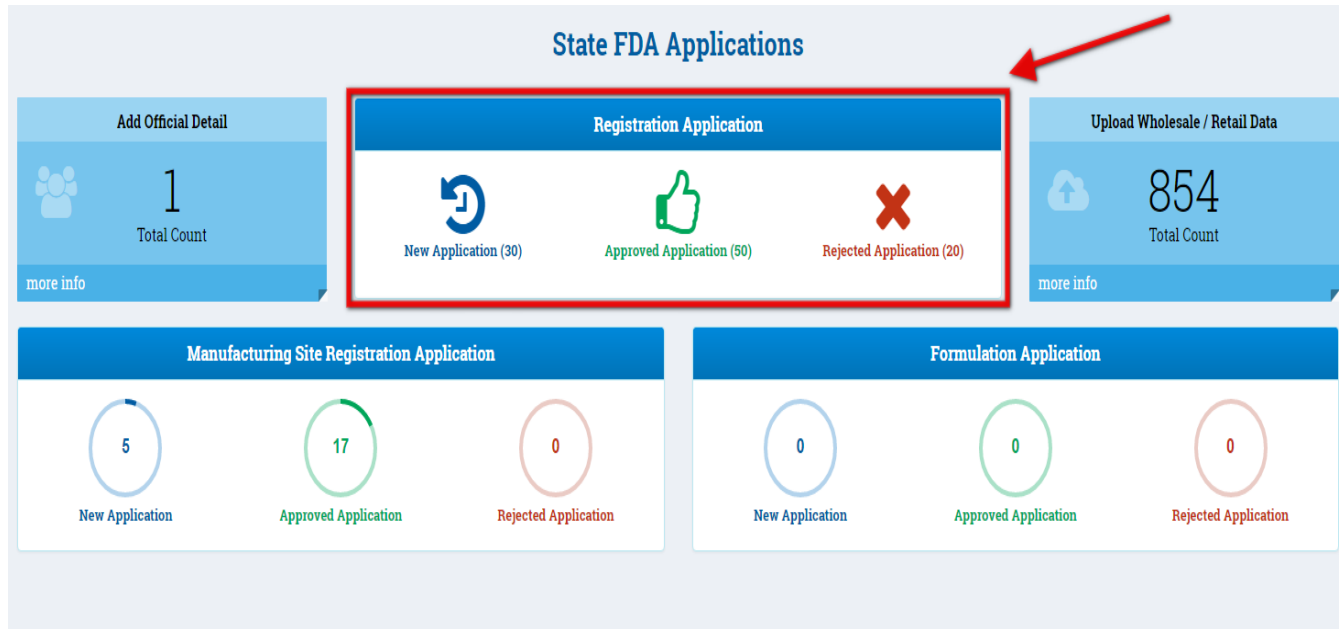 State FDA Applications
Add Official Detail
1
Total Count
more info
Registration Application
New Application (30)
Approved Application (50)
Rejected Application (20)
Upload Wholesale / Retail Data
854
Total Count
more info
Manufacturing Site Registration Application
5
New Application
17
Approved Application
0
Rejected Application
Formulation Application
0
New Application
0
Approved Application
0
Rejected Application